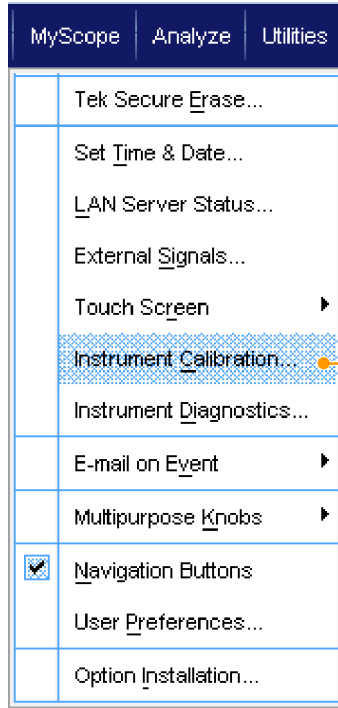 MyScope Analyze Utilities
Tek Secure Erase...
Set Time & Date...
LAN Server Status...
External Signals...
Touch Screen
Instrument Calibration...
Instrument Diagnostics...
E-mail on Event
Multipurpose Knobs
Navigation Buttons
User Preferences...
Option Installation...